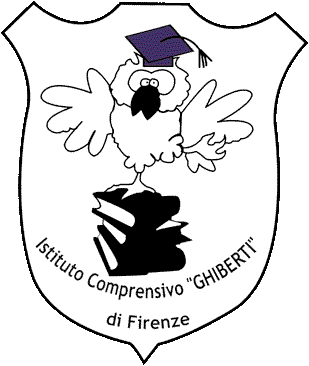 Istituto Comprensivo "GHIBERTI"
di Firenze